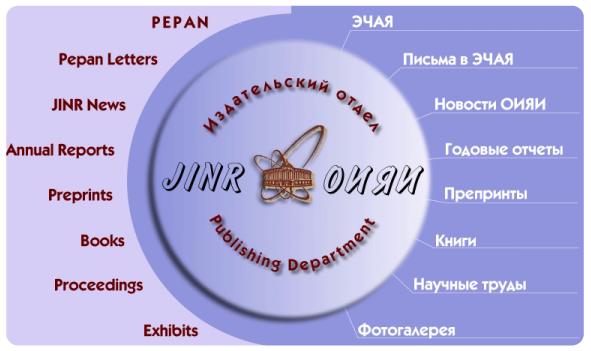 PEPAN
Pepan Letters
JINR News
Annual Reports
Preprints
Books
Proceedings
Exhibits
Издательский отдел
JINR ОИЯИ
Publishing Department
ЭЧАЯ
Письма в ЭЧАЯ
Новости ОИЯИ
Годовые отчеты
Препринты
Книги
Научные труды
Фотогалерея